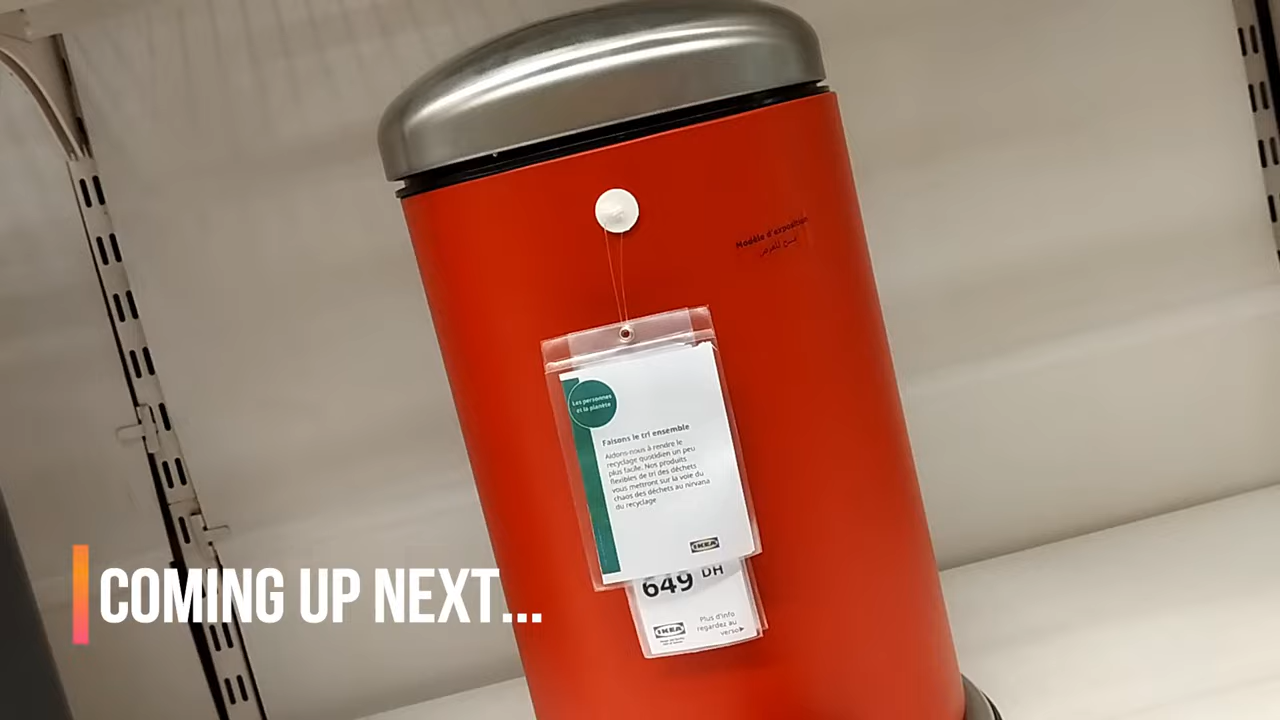 Modèle d'exposition
نسخ للعرض
Les personnes
et la planète
Faisons le tri ensemble
Aidons-nous à rendre le
recyclage quotidien un peu
plus facile. Nos produits
flexibles de tri des déchets
vous mettront sur la voie du
chaos des déchets au nirvana
du recyclage
IKEA
649 DH
IKEA
Plus d'info
regardez au
verso
COMING UP NEXT...